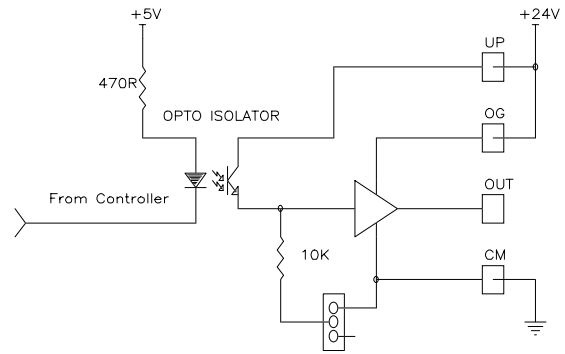 +5V
+24V
UP
470R
OPTO ISOLATOR
OG
From Controller
OUT
10K
CM